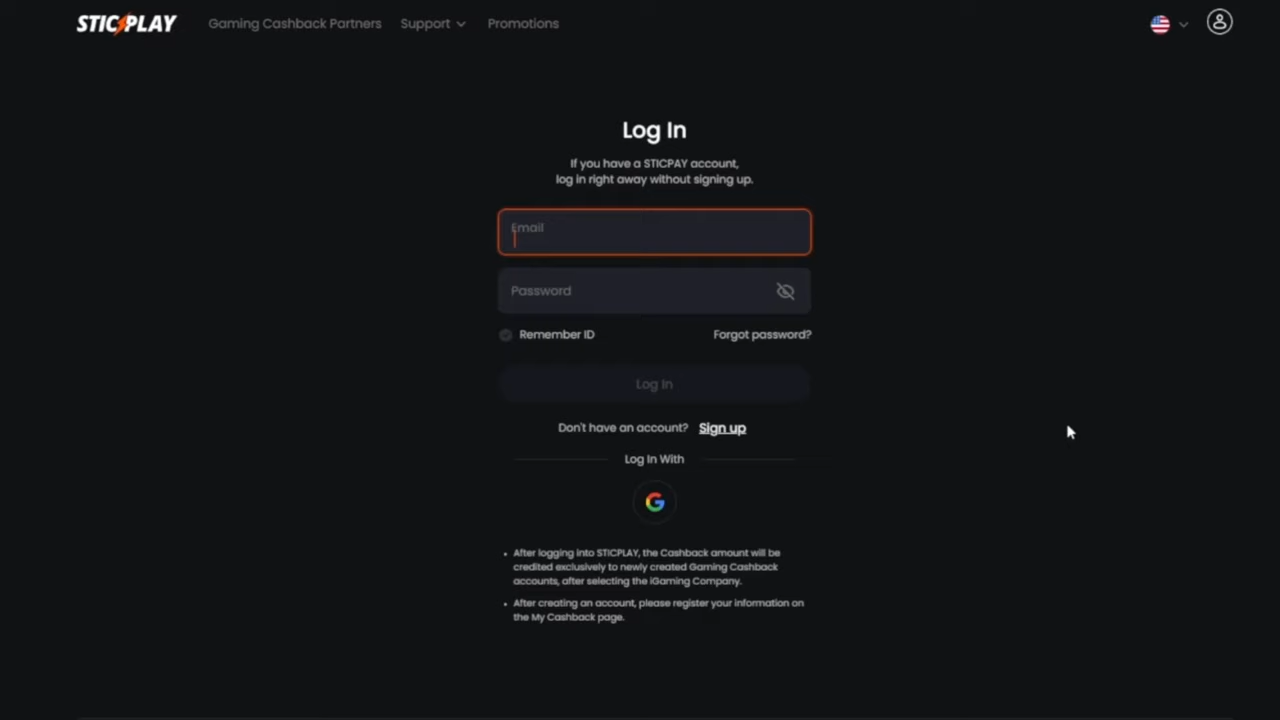 STICPLAY Gaming Cashback Partners Support Promotions
Log In
If you have a STICPAY account,
log in right away without signing up.
Email
Password
Remember ID Forgot password?
Log In
Don't have an account? Sign up
Log In With
• After logging into STICPLAY, the Cashback amount will be
credited exclusively to newly created Gaming Cashback
accounts, after selecting the iGaming Company.
• After creating an account, please register your information on
the My Cashback page.